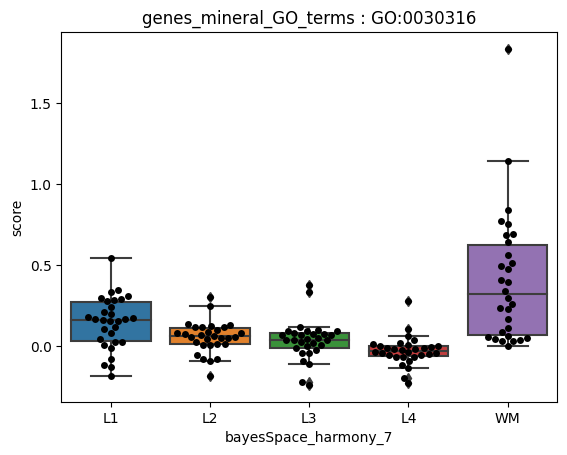 genes_mineral_GO_terms : GO:0030316
1.5
1.0
0.5
0.0
score
L1 L2 L3 L4 WM
bayesSpace_harmony_7